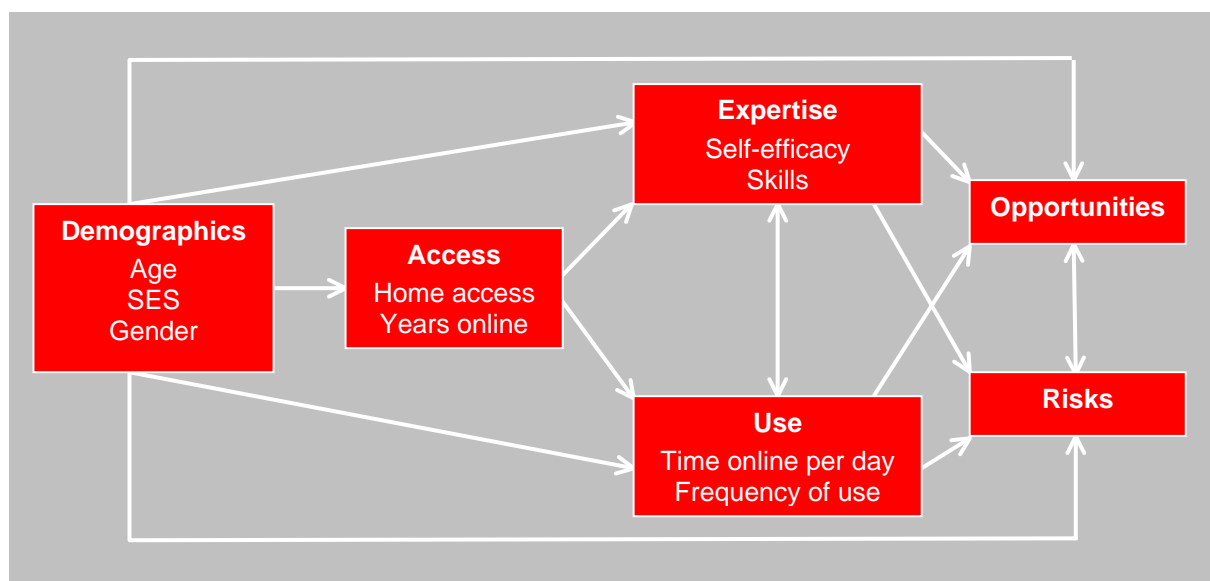 Demographics
Age
SES
Gender
Access
Home access
Years online
Expertise
Self-efficacy
Skills
Use
Time online per day
Frequency of use
Opportunities
Risks